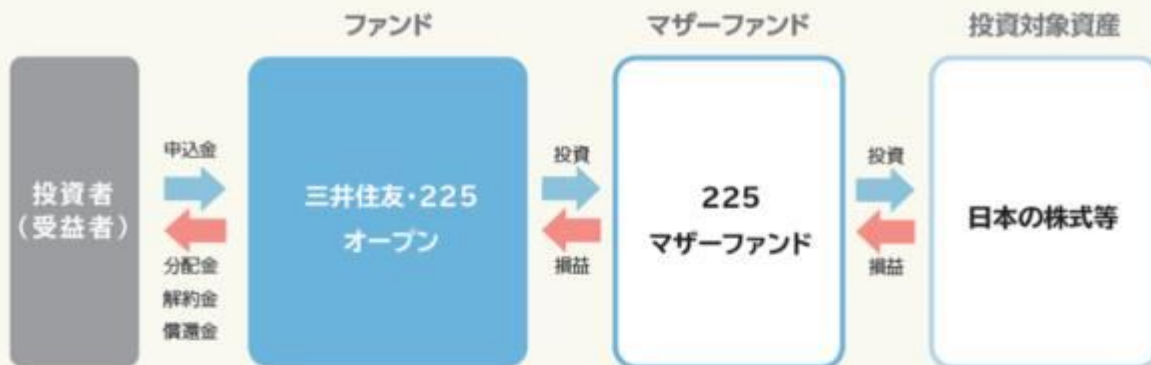 ファンド
マザーファンド
投資対象資産
投資者
（受益者）
申込金
分配金
解約金
償還金
三井住友・225
オープン
投資
損益
225
マザーファンド
投資
損益
日本の株式等